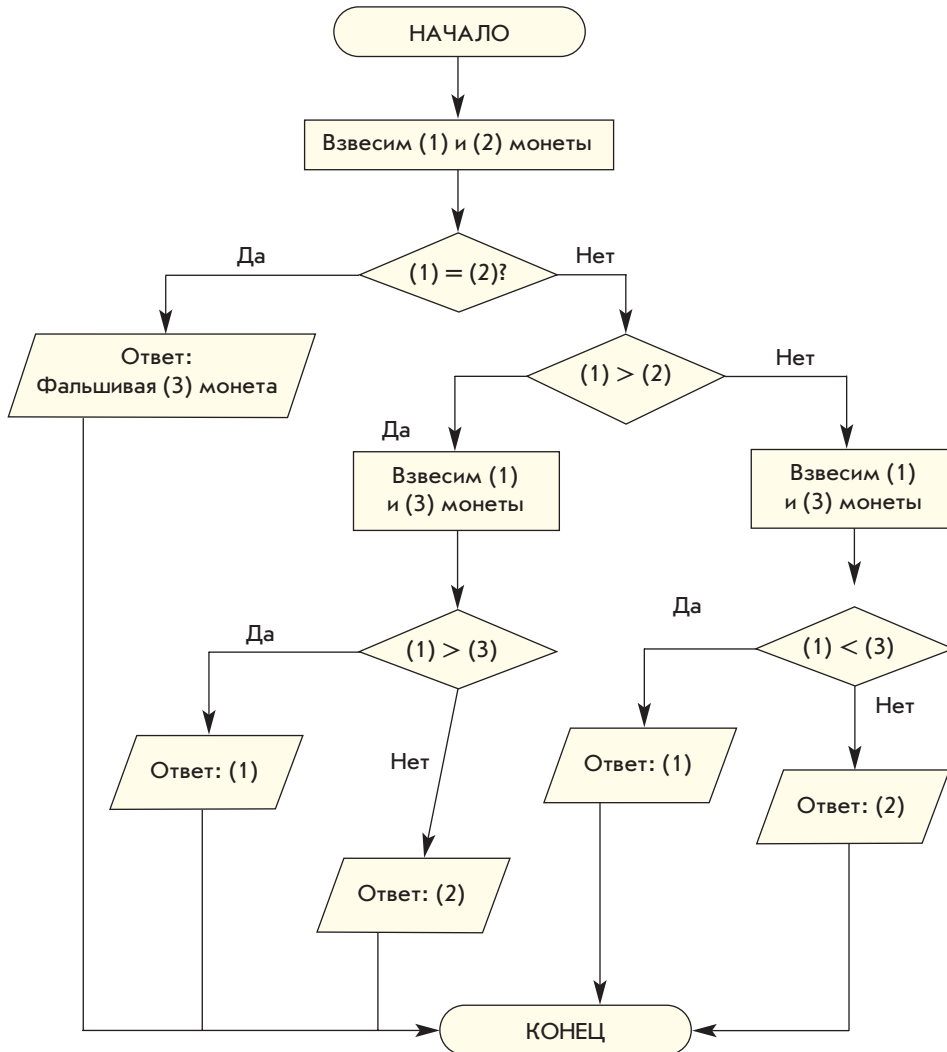 НАЧАЛО
Взвесим (1) и (2) монеты
Да
(1) = (2)?
Нет
Ответ:
Фальшивая (3) монета
(1) > (2)
Нет
Да
Взвесим (1)
и (3) монеты
Взвесим (1)
и (3) монеты
Да
(1) > (3)
Да
(1) < (3)
Нет
Нет
Ответ: (1)
Ответ: (1)
Ответ: (2)
Ответ: (2)
КОНЕЦ